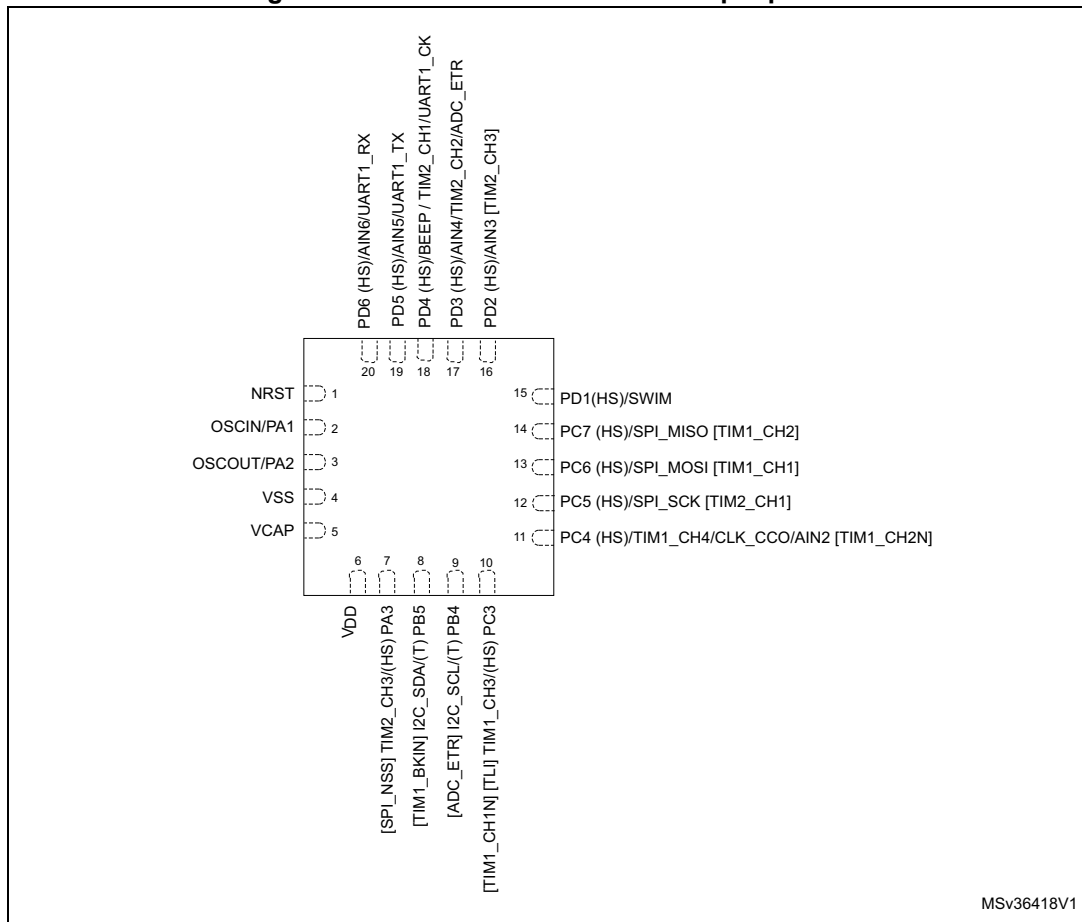 PD6 (HS)/AIN6/UART1_RX
PD5 (HS)/AIN5/UART1_TX
PD4 (HS)/BEEP / TIM2_CH1/UART1_CK
PD3 (HS)/AIN4/TIM2_CH2/ADC_ETR
PD2 (HS)/AIN3 [TIM2_CH3]
20 19 18 17 16
NRST 1
OSCIN/PA1 2
OSCOUT/PA2 3
VSS 4
VCAP 5
15 PD1(HS)/SWIM
14 PC7 (HS)/SPI_MISO [TIM1_CH2]
13 PC6 (HS)/SPI_MOSI [TIM1_CH1]
12 PC5 (HS)/SPI_SCK [TIM2_CH1]
11 PC4 (HS)/TIM1_CH4/CLK_CCO/AIN2 [TIM1_CH2N]
6 7 8 9 10
VDD
[SPI_NSS] TIM2_CH3/(HS) PA3
[TIM1_BKIN] I2C_SDA/(T) PB5
[ADC_ETR] I2C_SCL/(T) PB4
[TIM1_CH1N] [TLI] TIM1_CH3/(HS) PC3
MSv36418V1